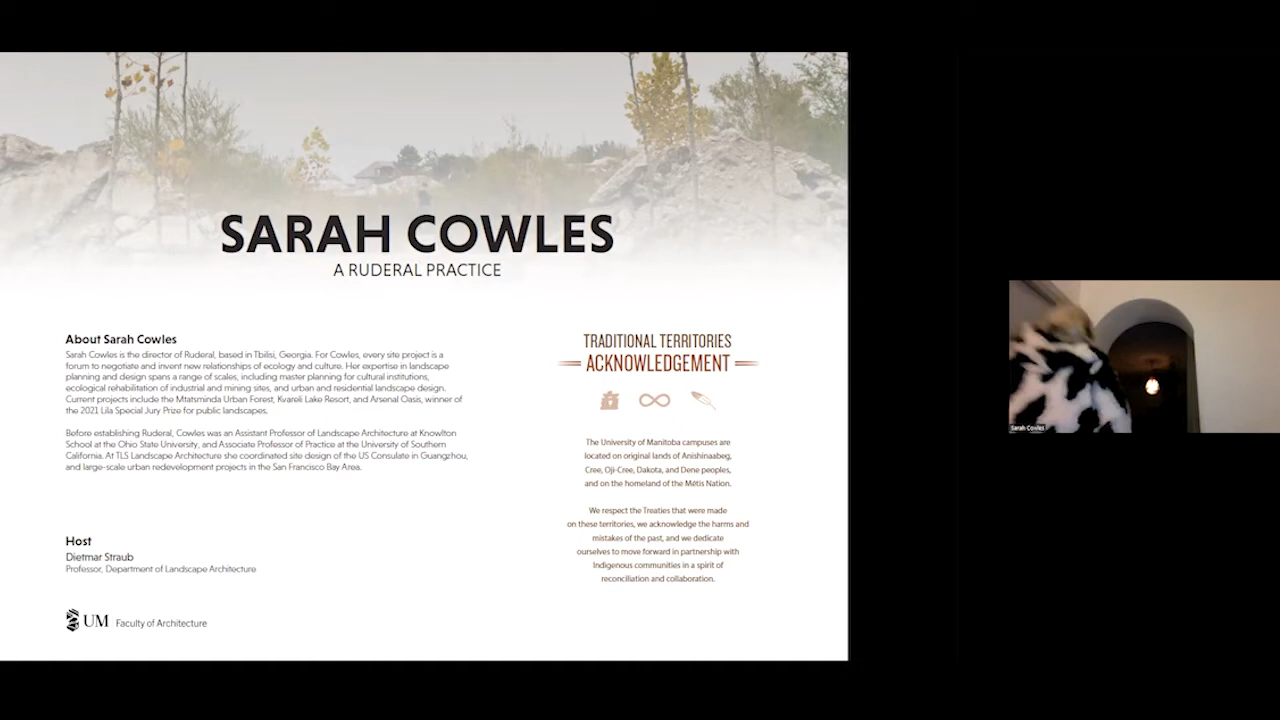 SARAH COWLES
A RUDERAL PRACTICE
About Sarah Cowles
Sarah Cowles is the director of Ruderal, based in Tbilisi, Georgia. For Cowles, every site project is a
forum to negotiate and invent new relationships of ecology and culture. Her expertise in landscape
planning and design spans a range of scales, including master planning for cultural institutions,
ecological rehabilitation of industrial and mining sites, and urban and residential landscape design.
Current projects include the Mtatsminda Urban Forest, Kvareli Lake Resort, and Arsenal Oasis, winner of
the 2021 Lila Special Jury Prize for public landscapes.
Before establishing Ruderal, Cowles was an Assistant Professor of Landscape Architecture at Knowlton
School at the Ohio State University, and Associate Professor of Practice at the University of Southern
California. At TLS Landscape Architecture she coordinated site design of the US Consulate in Guangzhou,
and large-scale urban redevelopment projects in the San Francisco Bay Area.
Host
Dietmar Straub
Professor, Department of Landscape Architecture
UM Faculty of Architecture
TRADITIONAL TERRITORIES
ACKNOWLEDGEMENT
The University of Manitoba campuses are
located on original lands of Anishinaabeg,
Cree, Oji-Cree, Dakota, and Dene peoples,
and on the homeland of the Métis Nation.
We respect the Treaties that were made
on these territories, we acknowledge the harms and
mistakes of the past, and we dedicate
ourselves to move forward in partnership with
Indigenous communities in a spirit of
reconciliation and collaboration.
Sarah Cowles